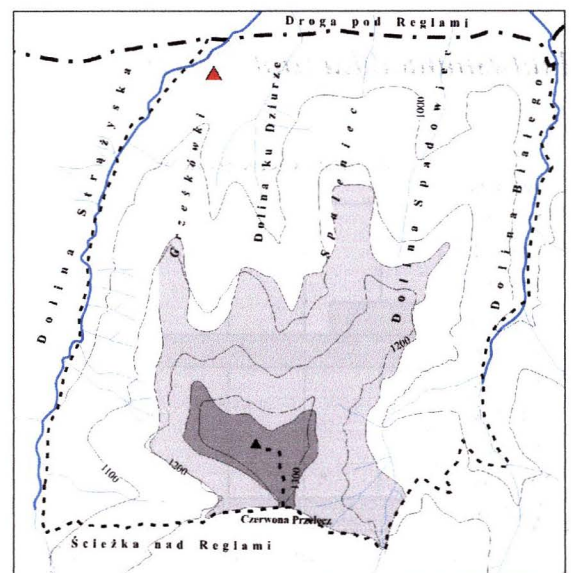 Droga pod Reglami
Dolina Strążyska
Grześkówki
Dolina ku Dziurze
Spaleniec
1000
Dolina Spadowiec
Dolina Białego
1200
1100
1200
1300
Czerwona Przełęcz
Ścieżka nad Reglami